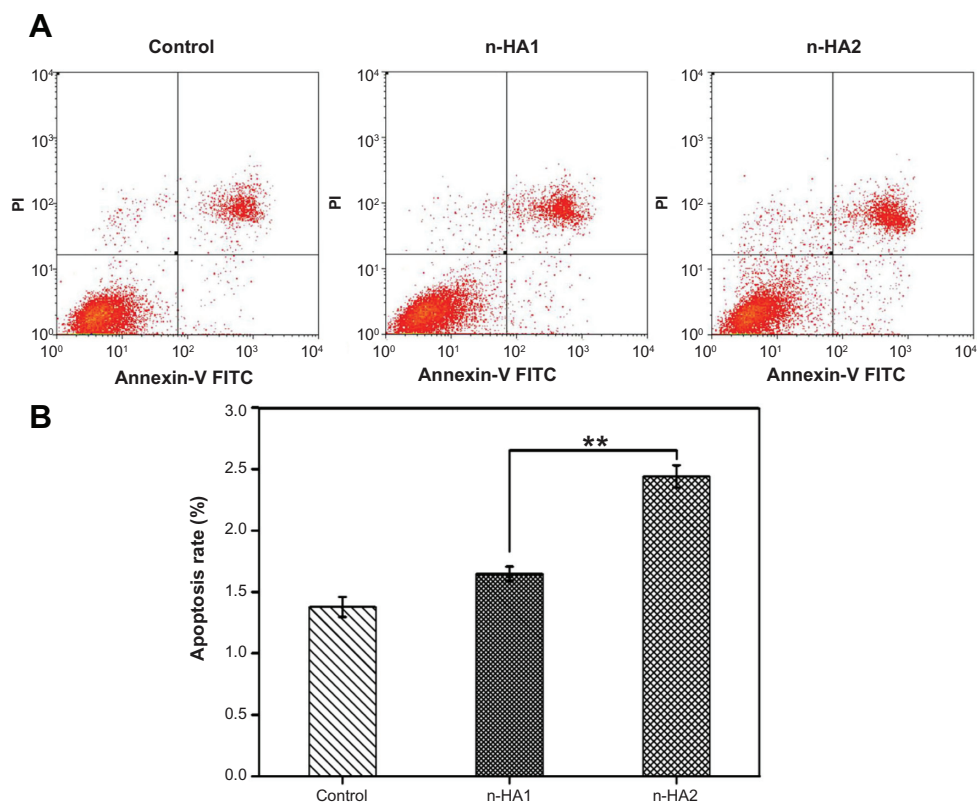 A
Control
n-HA1
n-HA2
10⁴
10³
10²
10¹
10⁰
PI
10⁰ 10¹ 10² 10³ 10⁴
Annexin-V FITC
10⁴
10³
10²
10¹
10⁰
PI
10⁰ 10¹ 10² 10³ 10⁴
Annexin-V FITC
10⁴
10³
10²
10¹
10⁰
PI
10⁰ 10¹ 10² 10³ 10⁴
Annexin-V FITC
B
3.0
2.5
2.0
1.5
1.0
0.5
0.0
Apoptosis rate (%)
**
Control
n-HA1
n-HA2